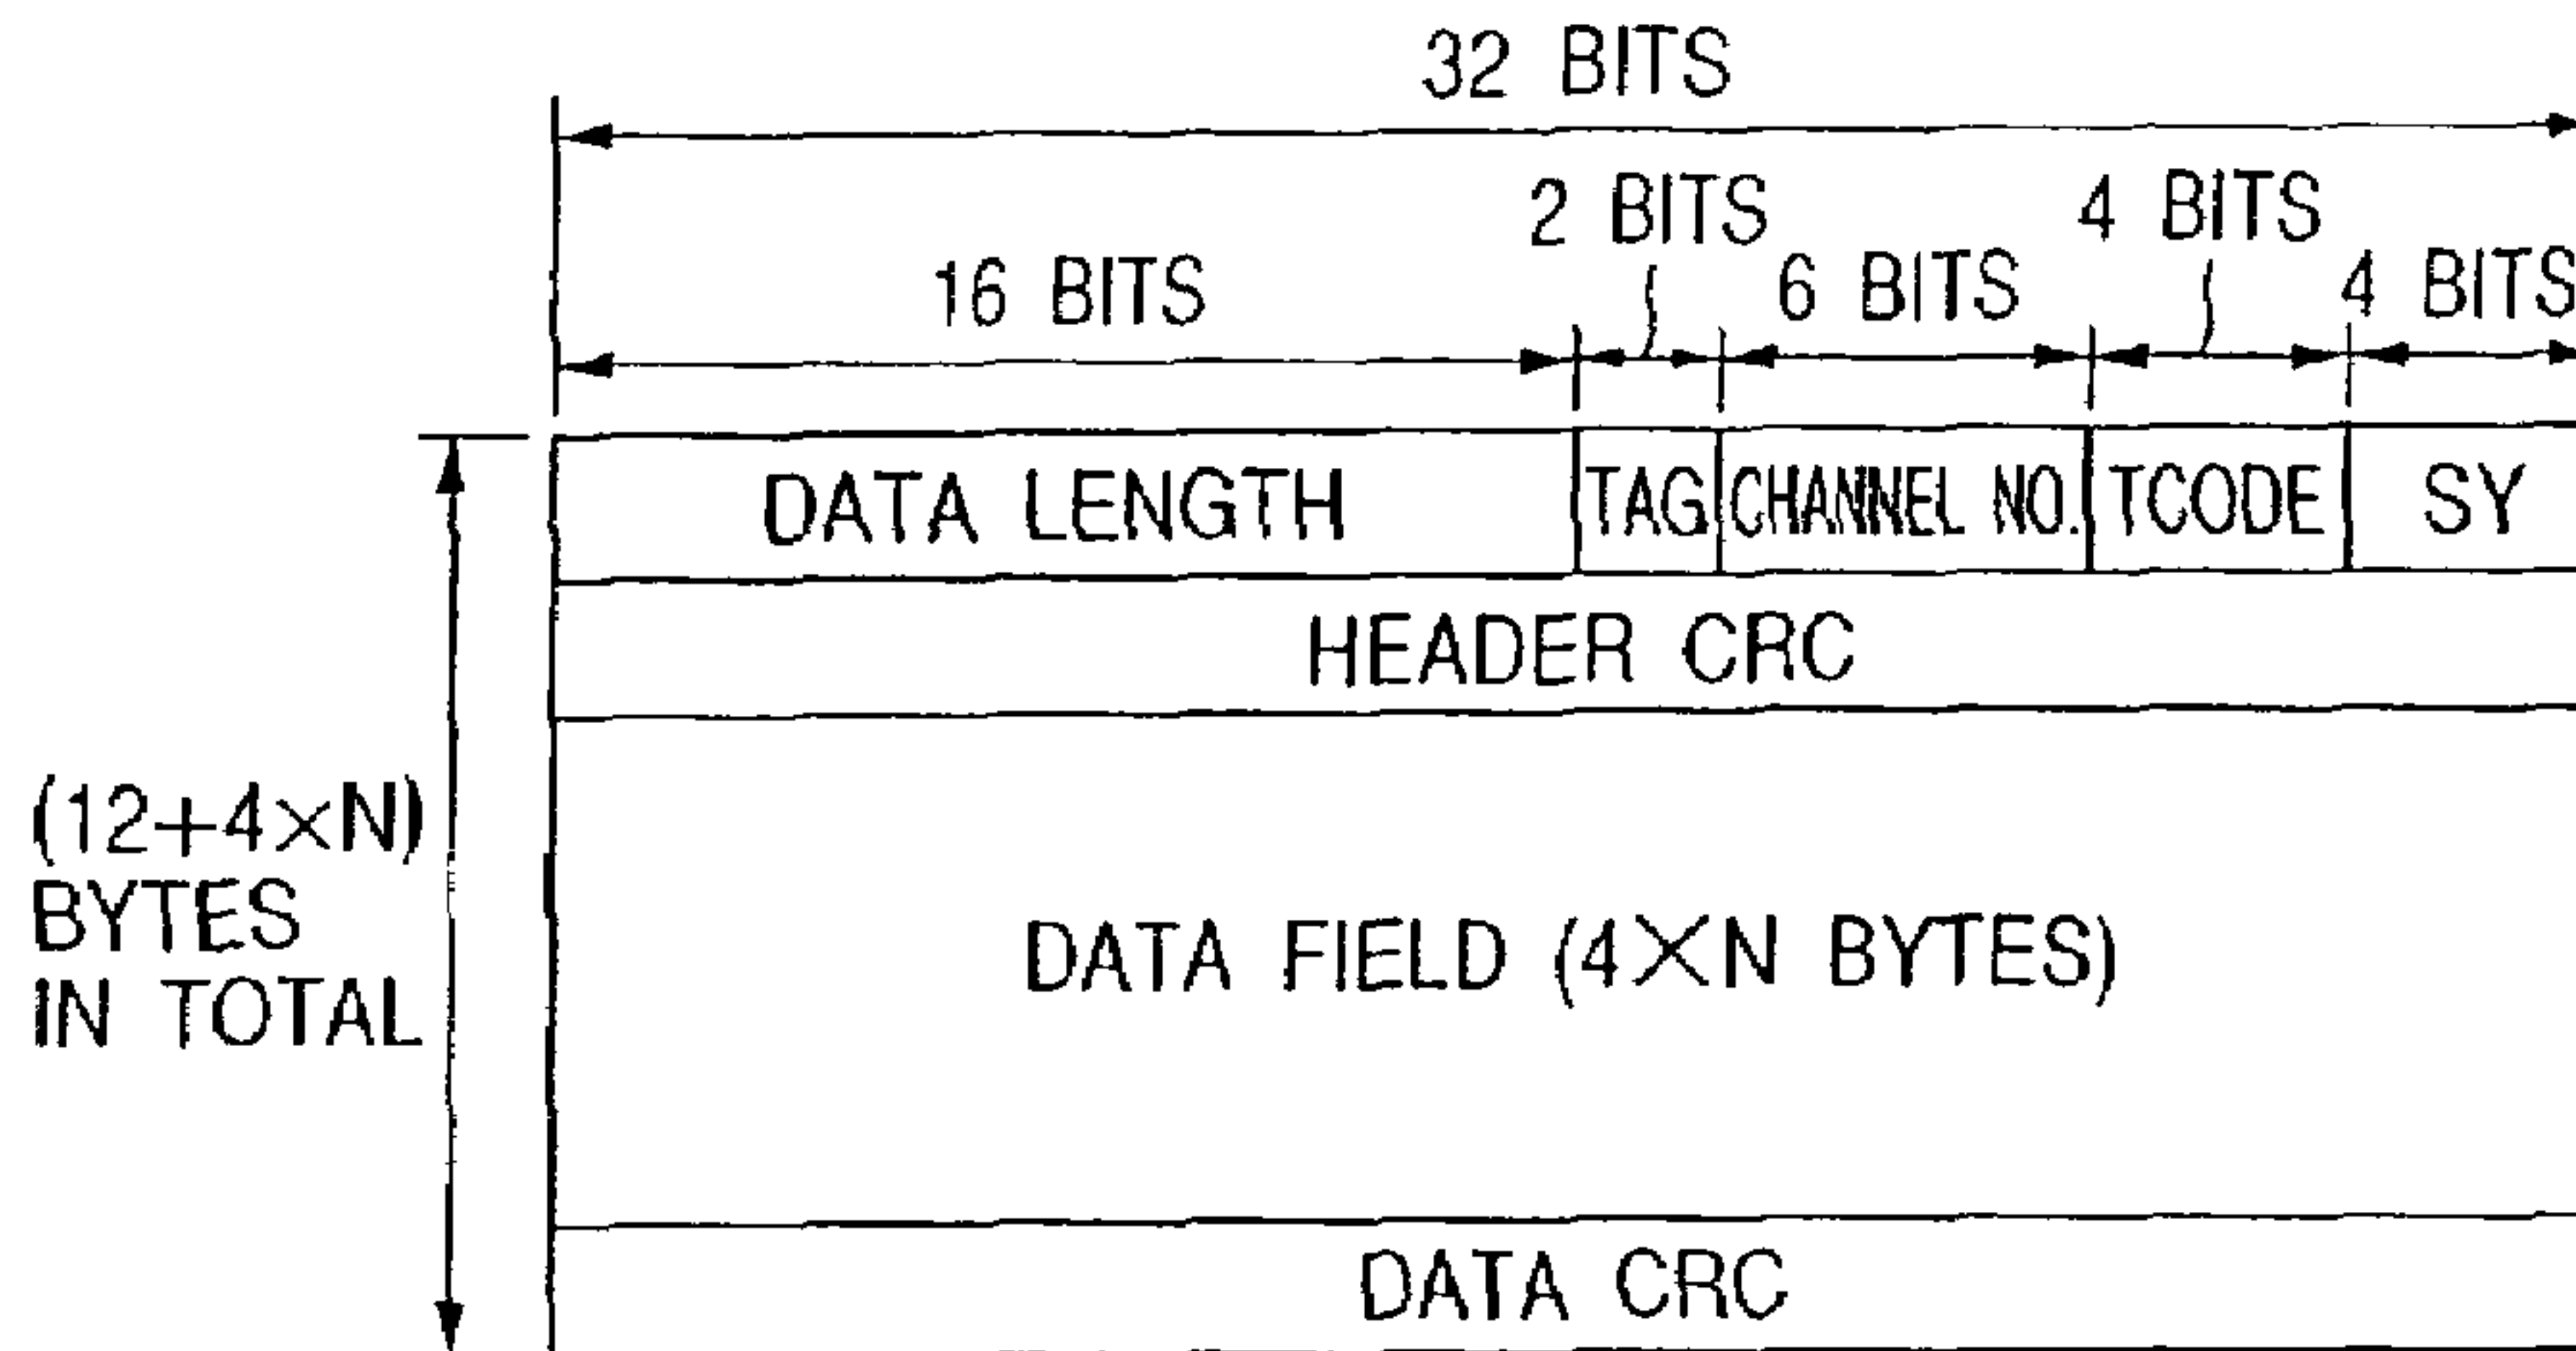 32 BITS
2 BITS
4 BITS
16 BITS
6 BITS
4 BITS
DATA LENGTH
TAG
CHANNEL NO.
TCODE
SY
HEADER CRC
(12+4×N)
BYTES
IN TOTAL
DATA FIELD (4×N BYTES)
DATA CRC